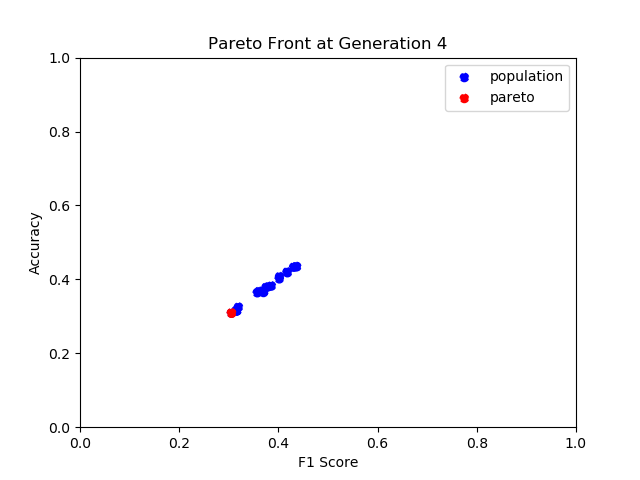 Pareto Front at Generation 4
population
pareto
Accuracy
1.0
0.8
0.6
0.4
0.2
0.0
0.0 0.2 0.4 0.6 0.8 1.0
F1 Score